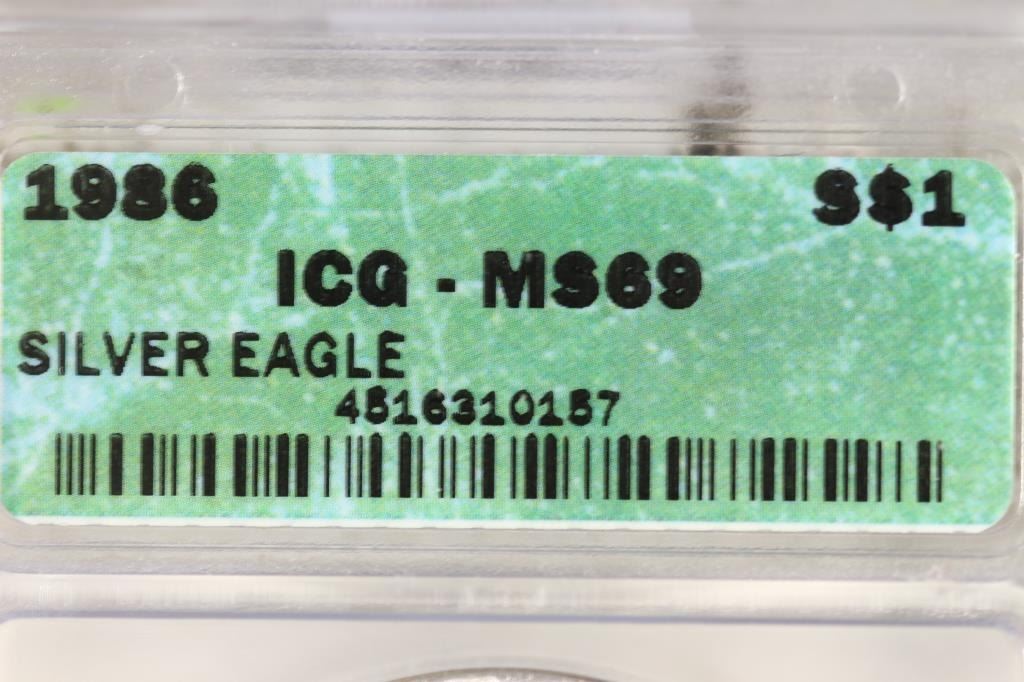 1986 S$1
ICG - MS69
SILVER EAGLE
4516310157